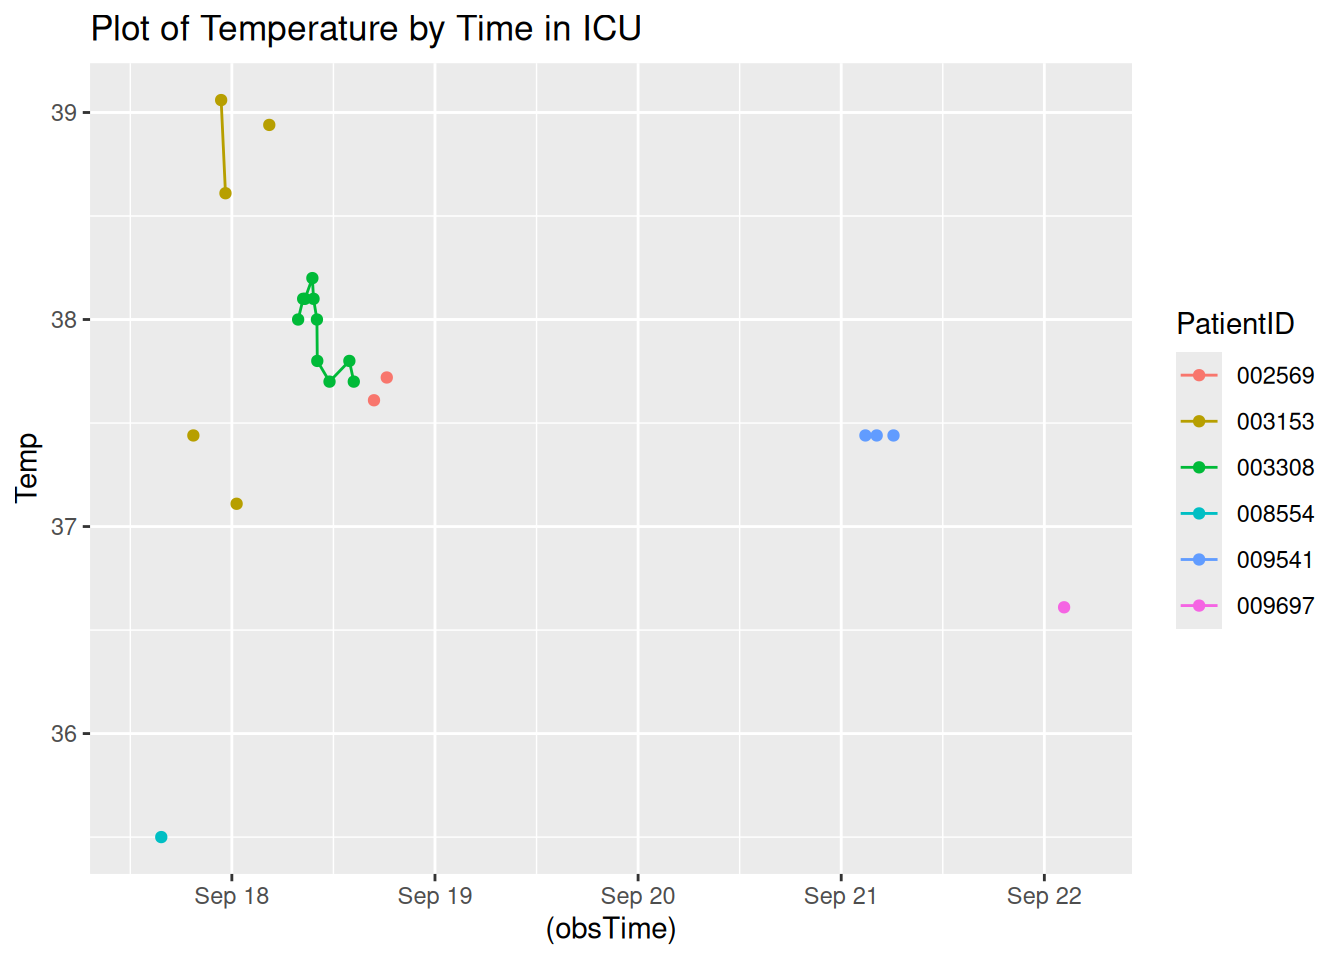 Plot of Temperature by Time in ICU
39
38
37
36
Temp
Sep 18
Sep 19
Sep 20
Sep 21
Sep 22
(obsTime)
PatientID
002569
003153
003308
008554
009541
009697